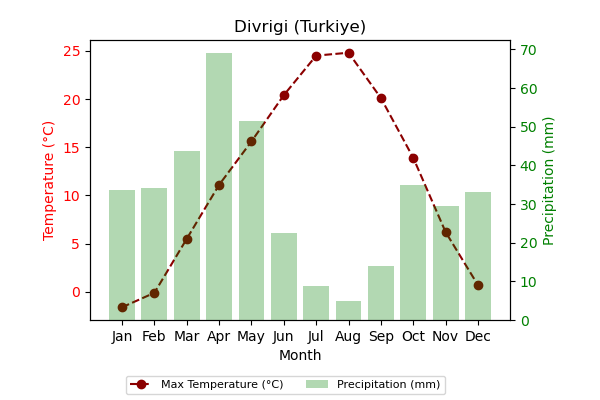 Divrigi (Turkiye)
25
20
15
10
5
0
Temperature (°C)
70
60
50
40
30
20
10
0
Precipitation (mm)
Jan Feb Mar Apr May Jun Jul Aug Sep Oct Nov Dec
Month
Max Temperature (°C) Precipitation (mm)